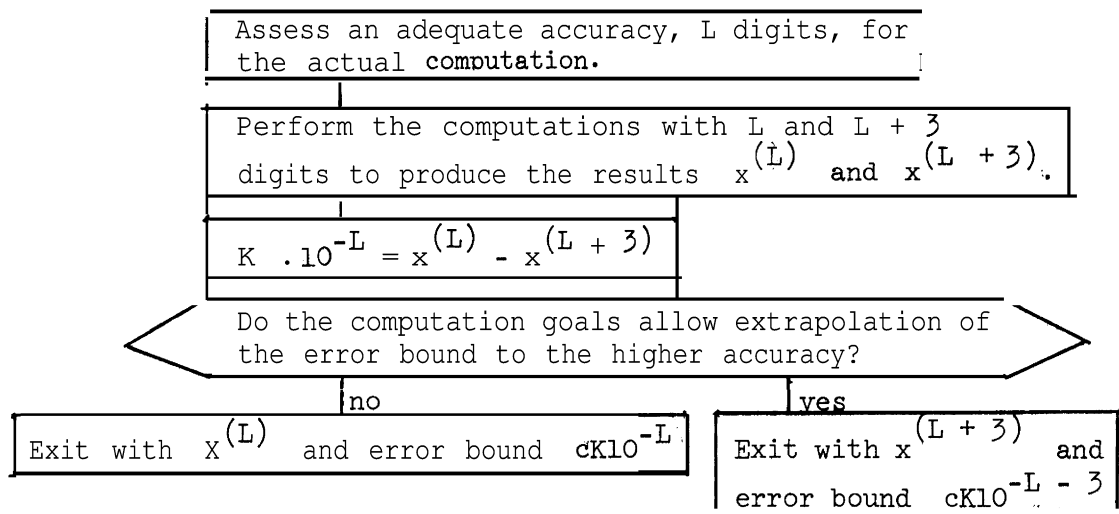 Assess an adequate accuracy, L digits, for
the actual computation.
Perform the computations with L and L + 3
digits to produce the results x^(L) and x^(L + 3).
K . 10^-L = x^(L) - x^(L + 3)
Do the computation goals allow extrapolation of
the error bound to the higher accuracy?
no
yes
Exit with X^(L) and error bound cK10^-L
Exit with x^(L + 3) and
error bound cK10^-L - 3